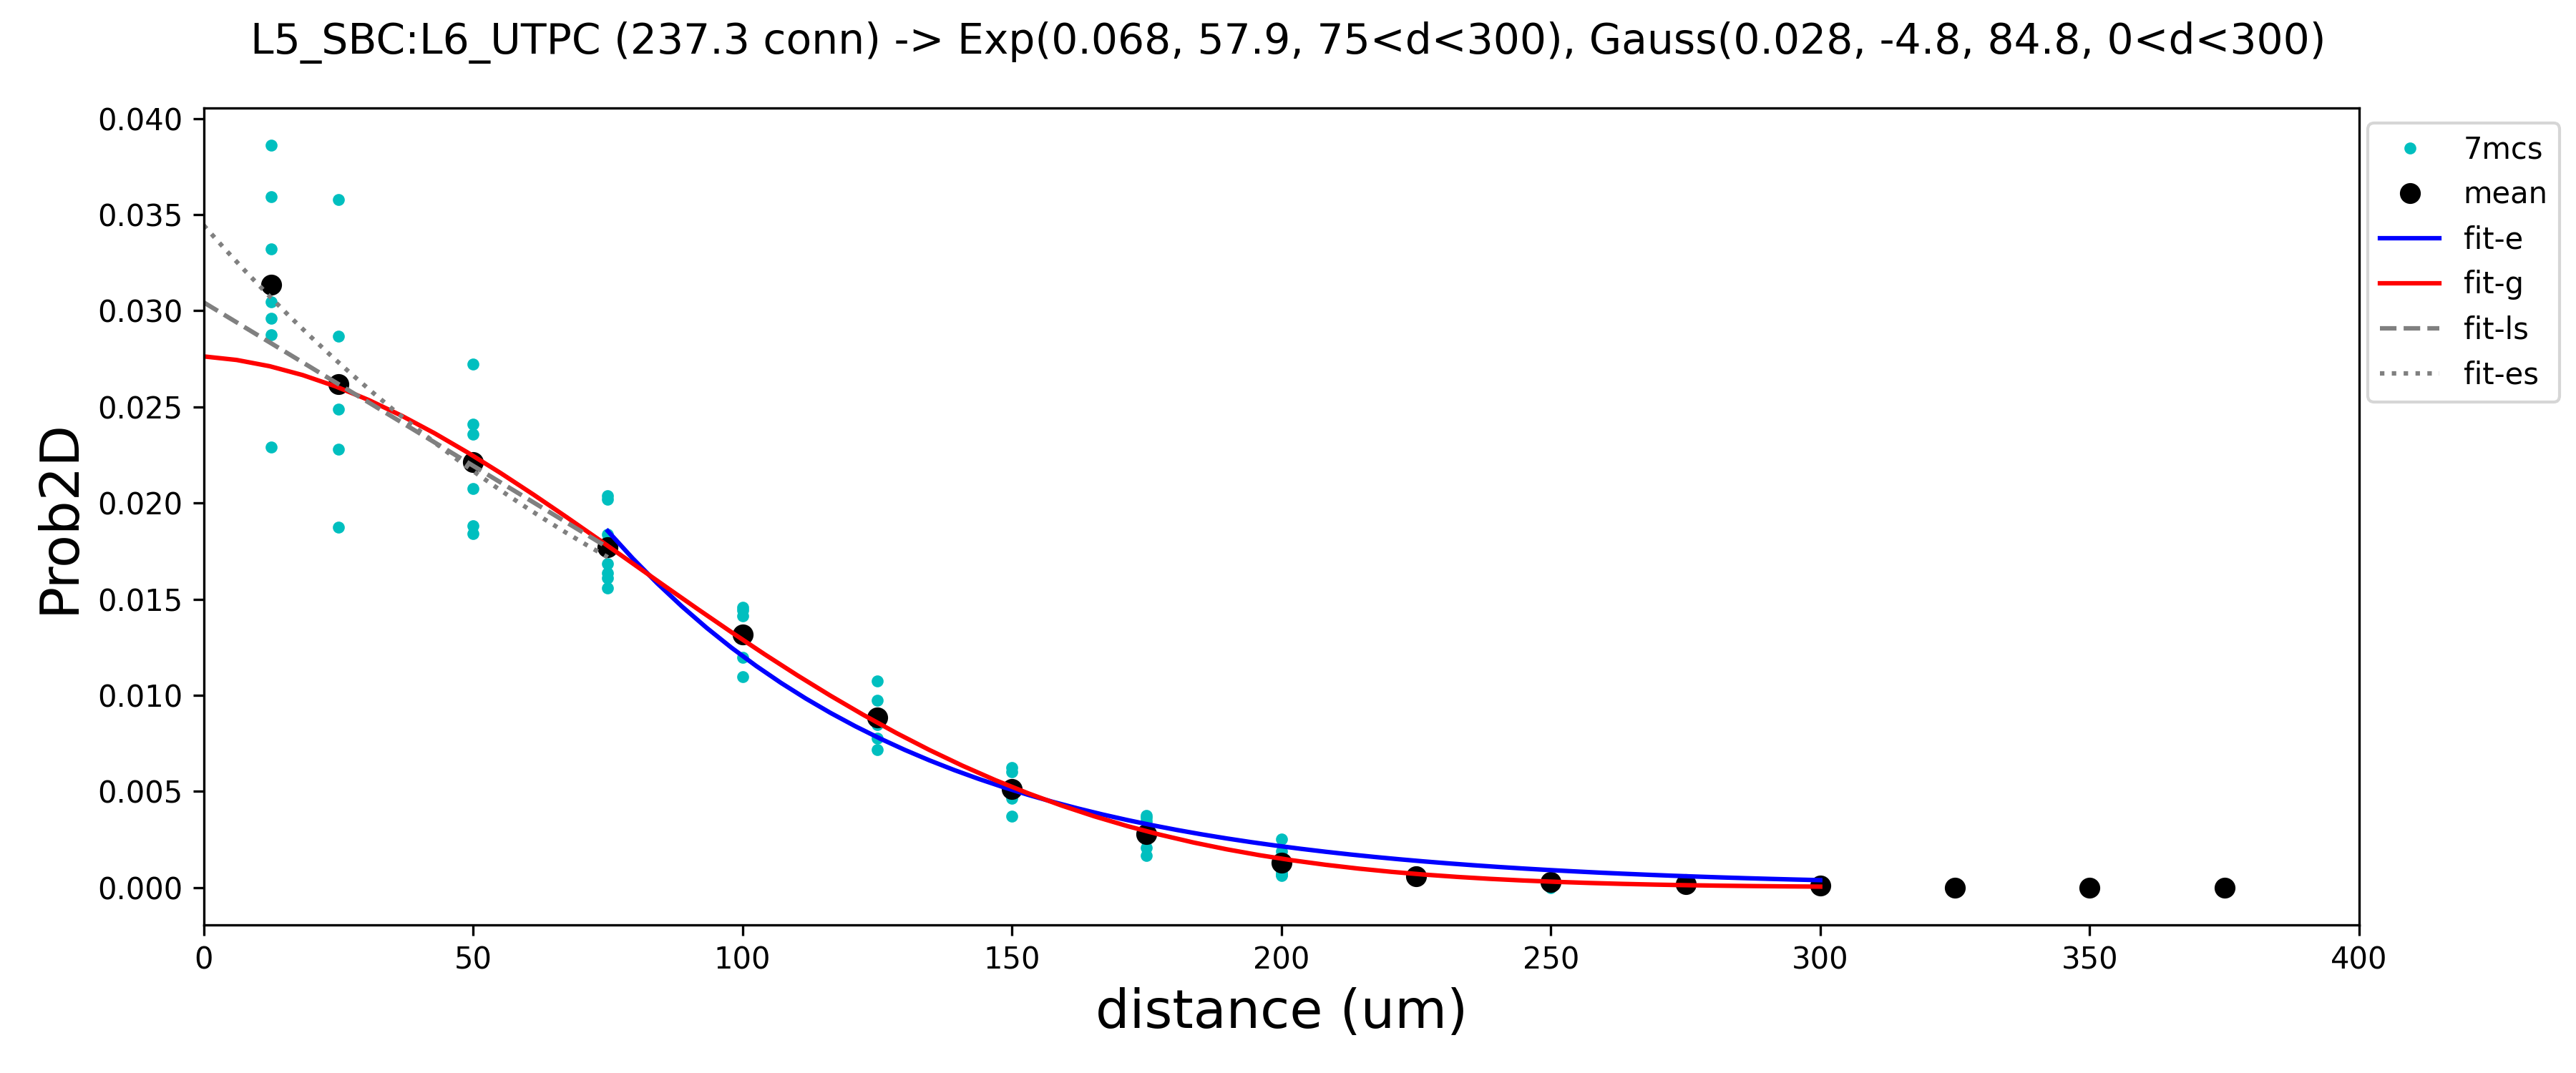 L5_SBC:L6_UTPC (237.3 conn) -> Exp(0.068, 57.9, 75<d<300), Gauss(0.028, -4.8, 84.8, 0<d<300)
0.040
0.035
0.030
0.025
0.020
0.015
0.010
0.005
0.000
Prob2D
0 50 100 150 200 250 300 350 400
distance (um)
7mcs
mean
fit-e
fit-g
fit-ls
fit-es